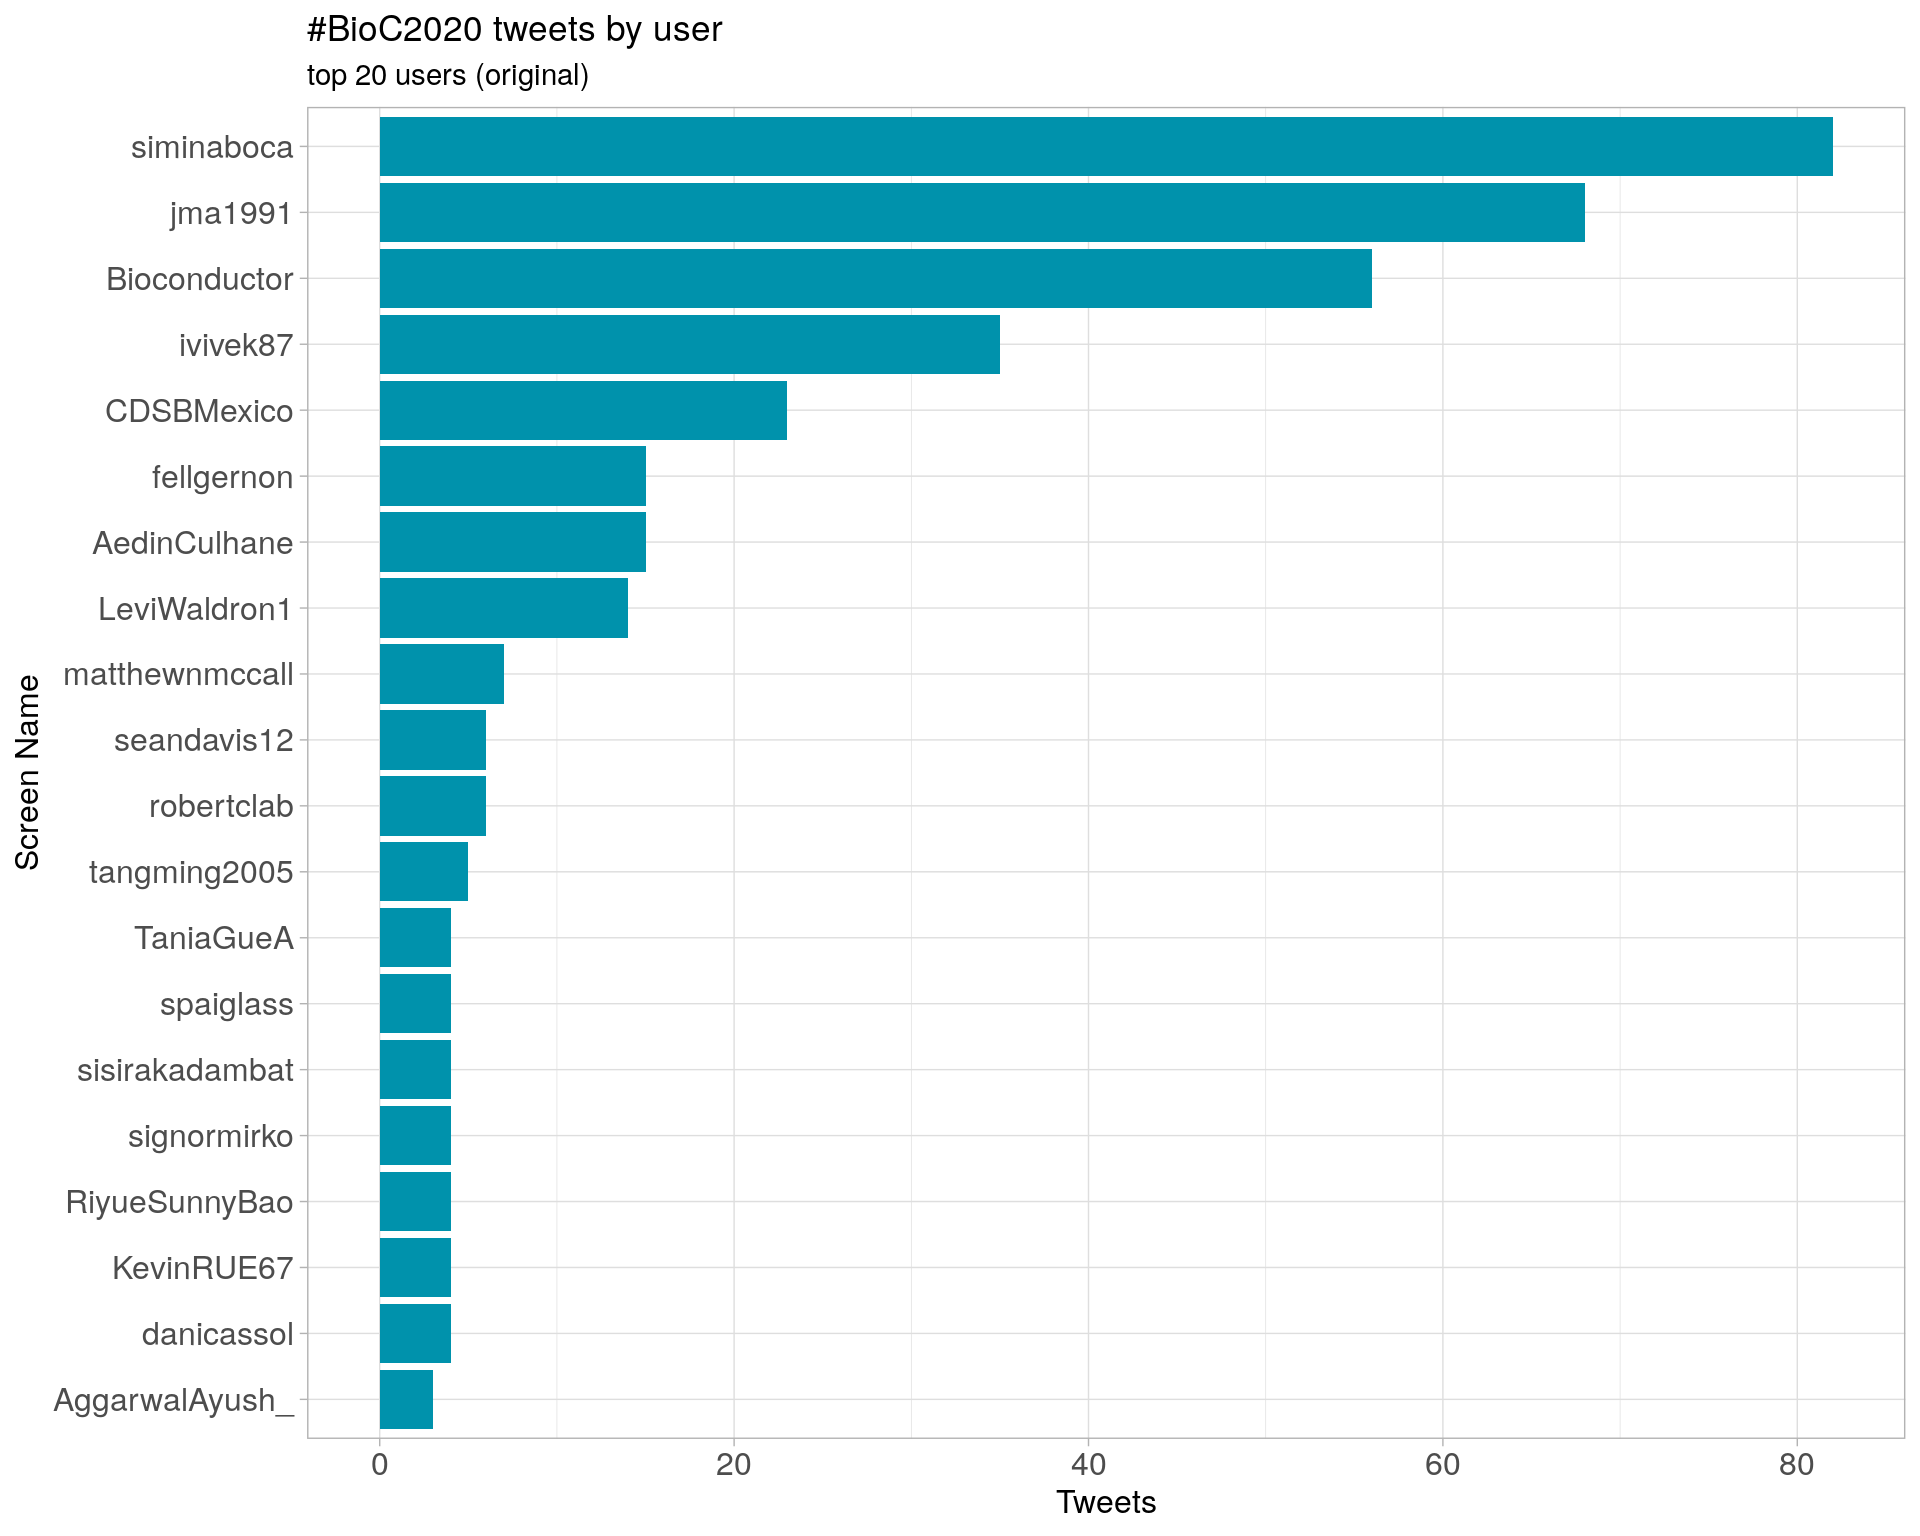 #BioC2020 tweets by user
top 20 users (original)
siminaboca
jma1991
Bioconductor
ivivek87
CDSBMexico
fellgernon
AedinCulhane
LeviWaldron1
matthewnmccall
seandavis12
robertclab
tangming2005
TaniaGueA
spaiglass
sisirakadambat
signormirko
RiyueSunnyBao
KevinRUE67
danicassol
AggarwalAyush_
Screen Name
0 20 40 60 80
Tweets